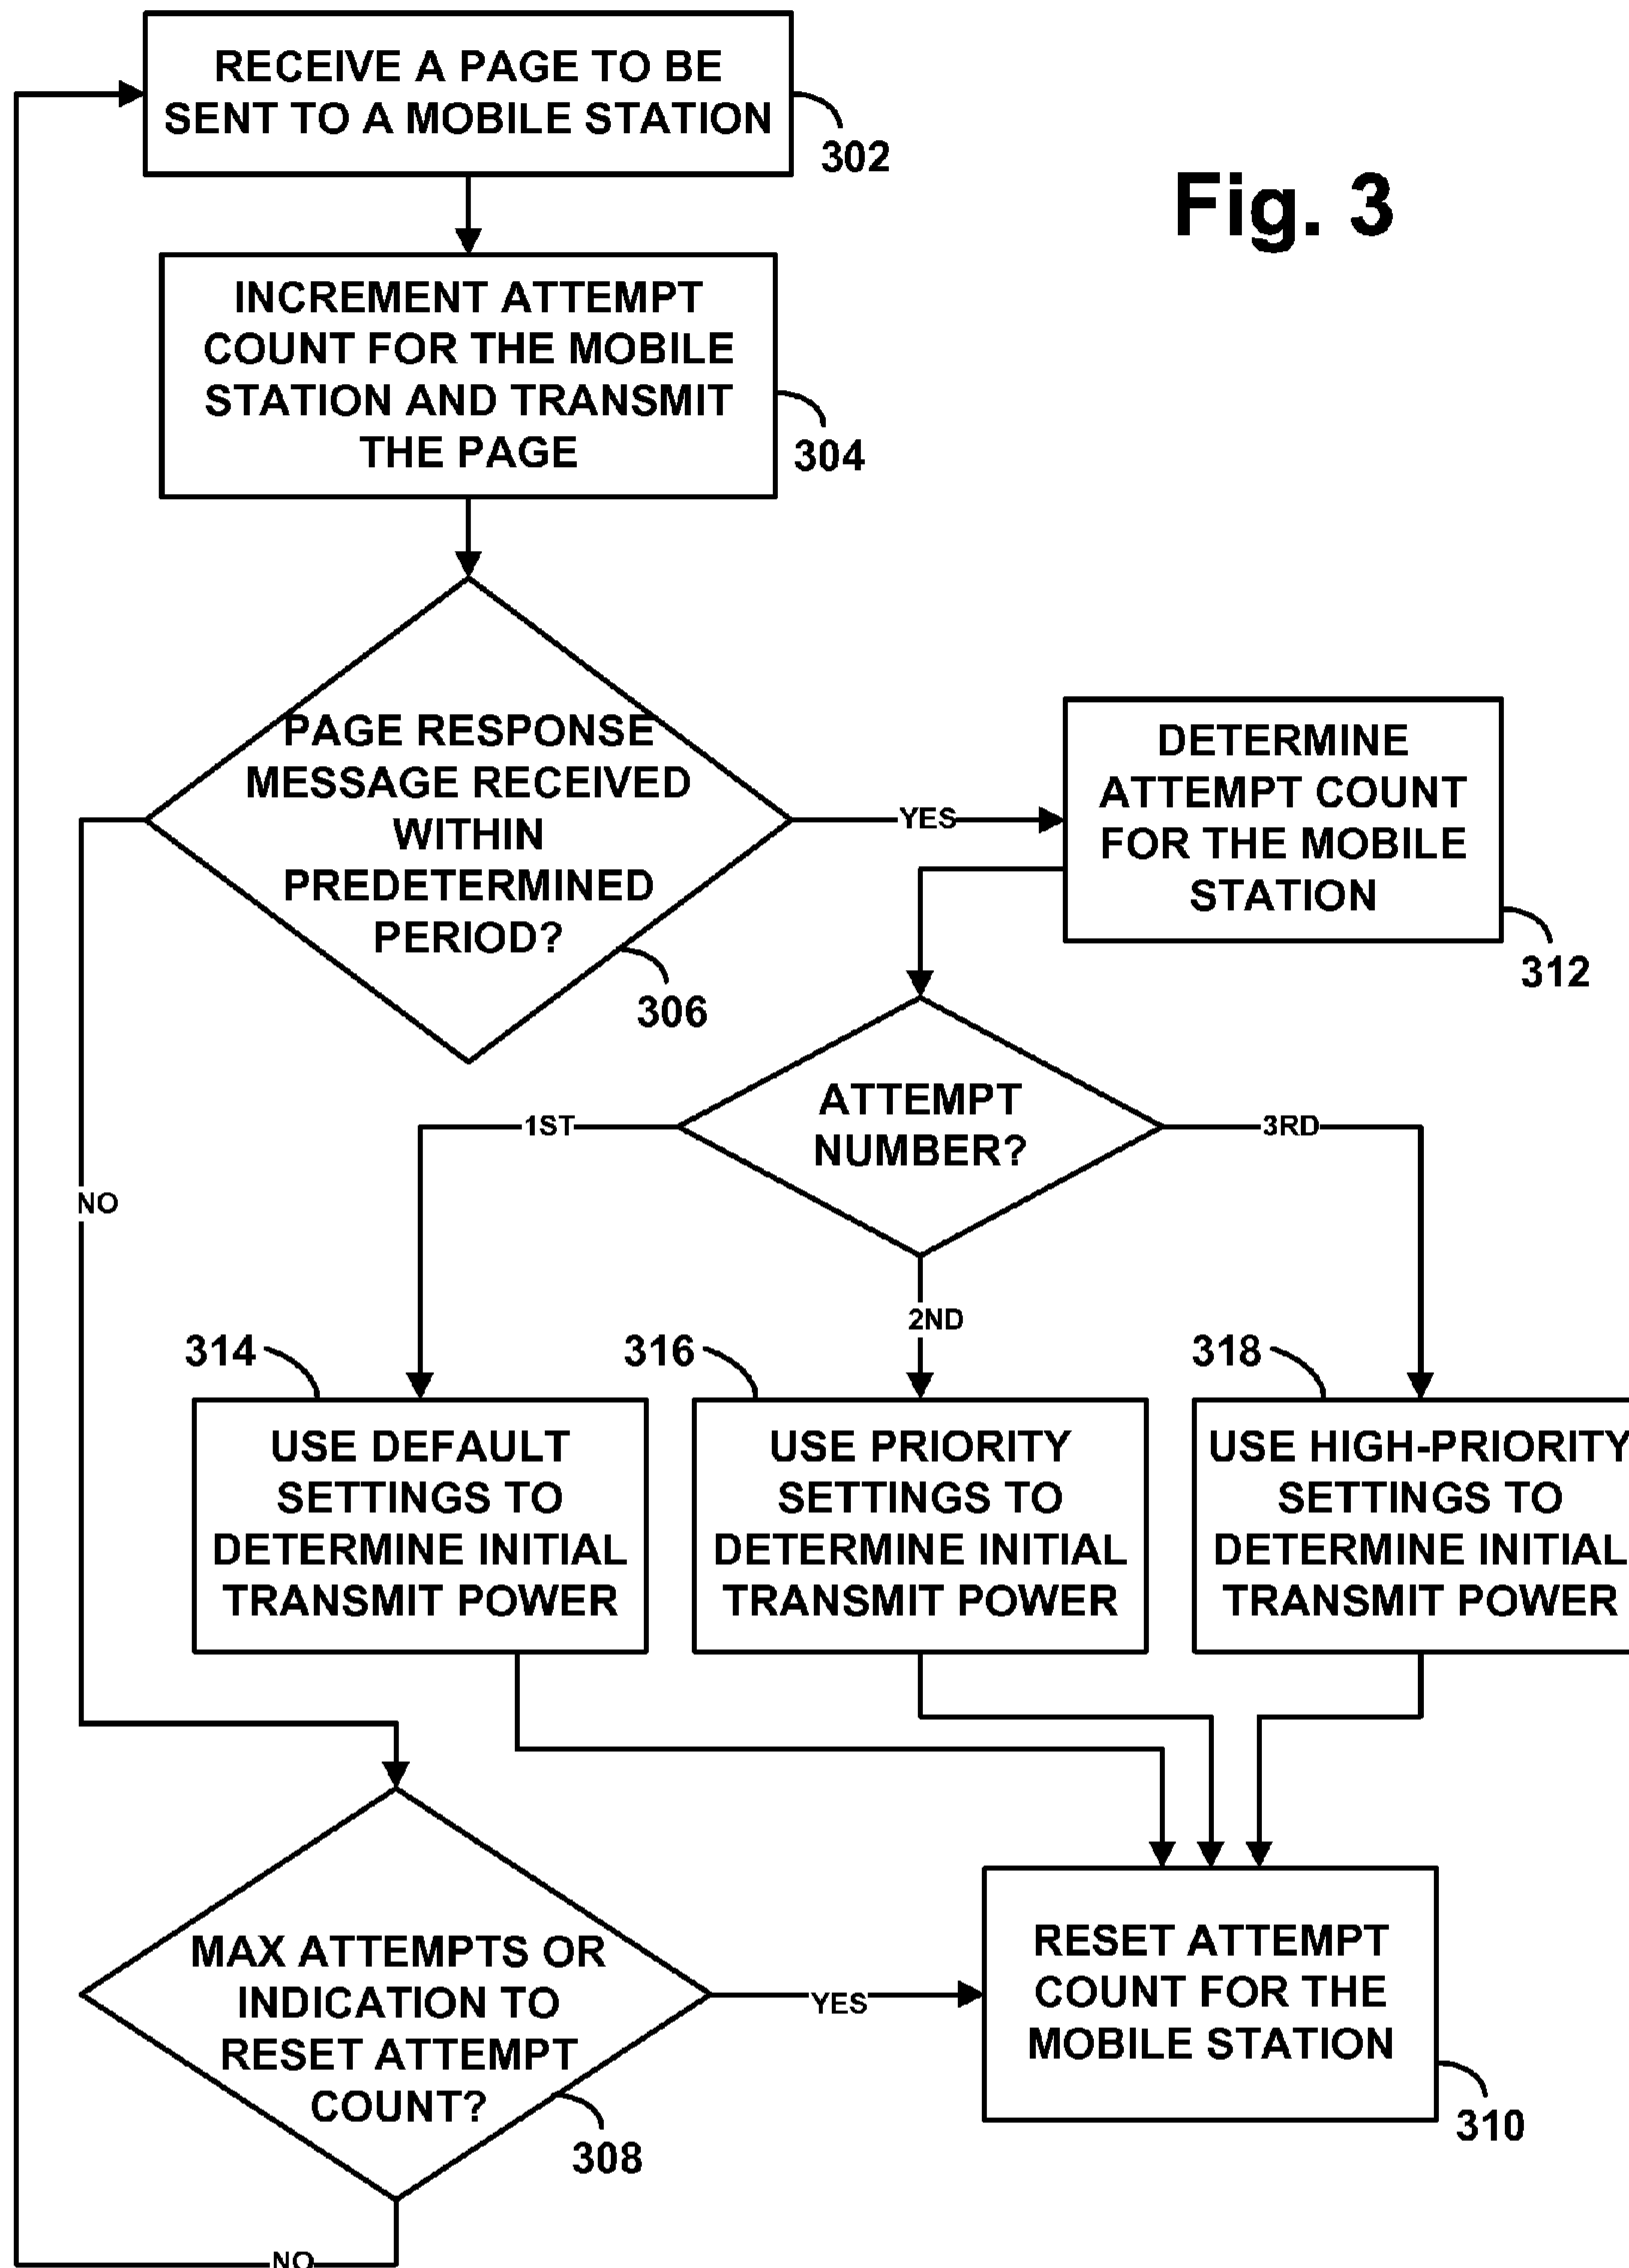 RECEIVE A PAGE TO BE
SENT TO A MOBILE STATION
302
Fig. 3
INCREMENT ATTEMPT
COUNT FOR THE MOBILE
STATION AND TRANSMIT
THE PAGE
304
PAGE RESPONSE
MESSAGE RECEIVED
WITHIN
PREDETERMINED
PERIOD?
306
YES
DETERMINE
ATTEMPT COUNT
FOR THE MOBILE
STATION
312
NO
ATTEMPT
NUMBER?
1ST
2ND
3RD
314
USE DEFAULT
SETTINGS TO
DETERMINE INITIAL
TRANSMIT POWER
316
USE PRIORITY
SETTINGS TO
DETERMINE INITIAL
TRANSMIT POWER
318
USE HIGH-PRIORITY
SETTINGS TO
DETERMINE INITIAL
TRANSMIT POWER
MAX ATTEMPTS OR
INDICATION TO
RESET ATTEMPT
COUNT?
308
YES
RESET ATTEMPT
COUNT FOR THE
MOBILE STATION
310
NO